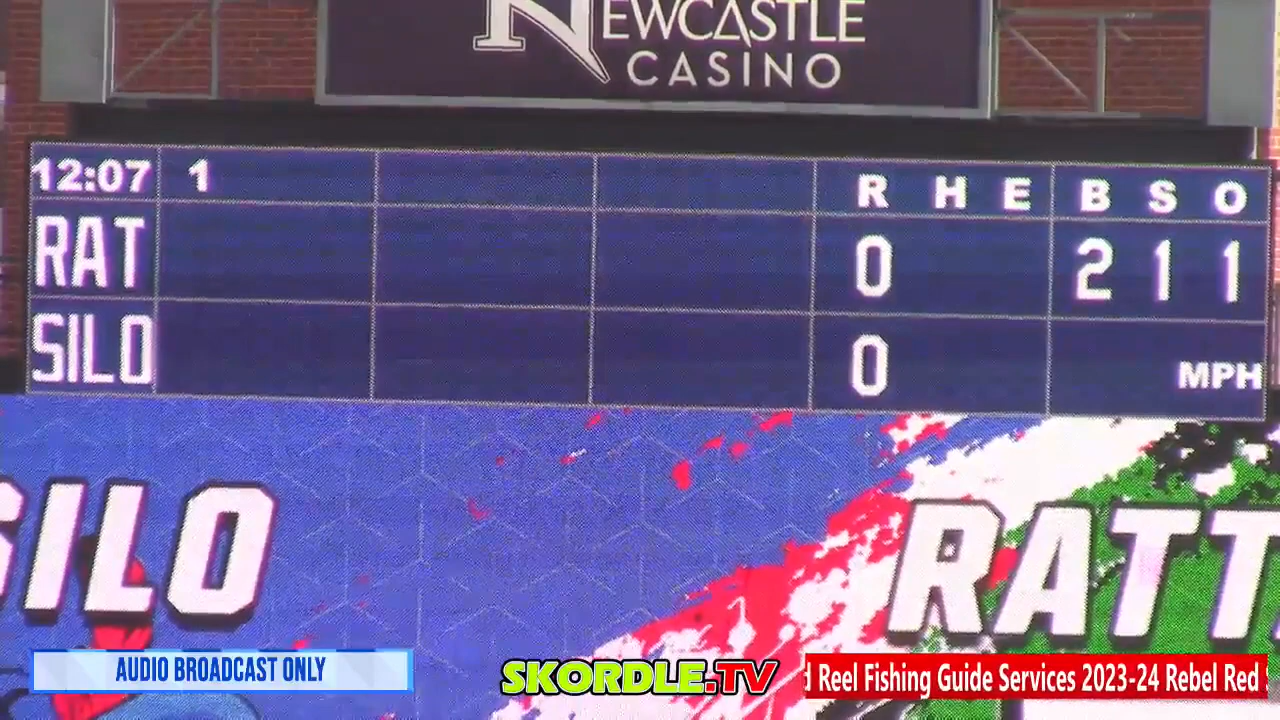 NEWCASTLE
CASINO
12:07 1 R H E B S O
RAT 0 2 1 1
SILO 0 MPH
SILO
RATT
AUDIO BROADCAST ONLY
SKORDLE.TV
Reel Fishing Guide Services 2023-24 Rebel Red